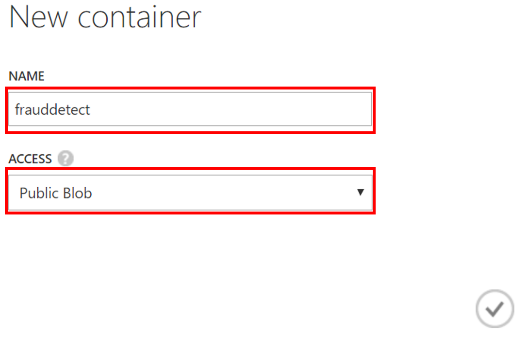 New container
NAME
frauddetect
ACCESS ?
Public Blob